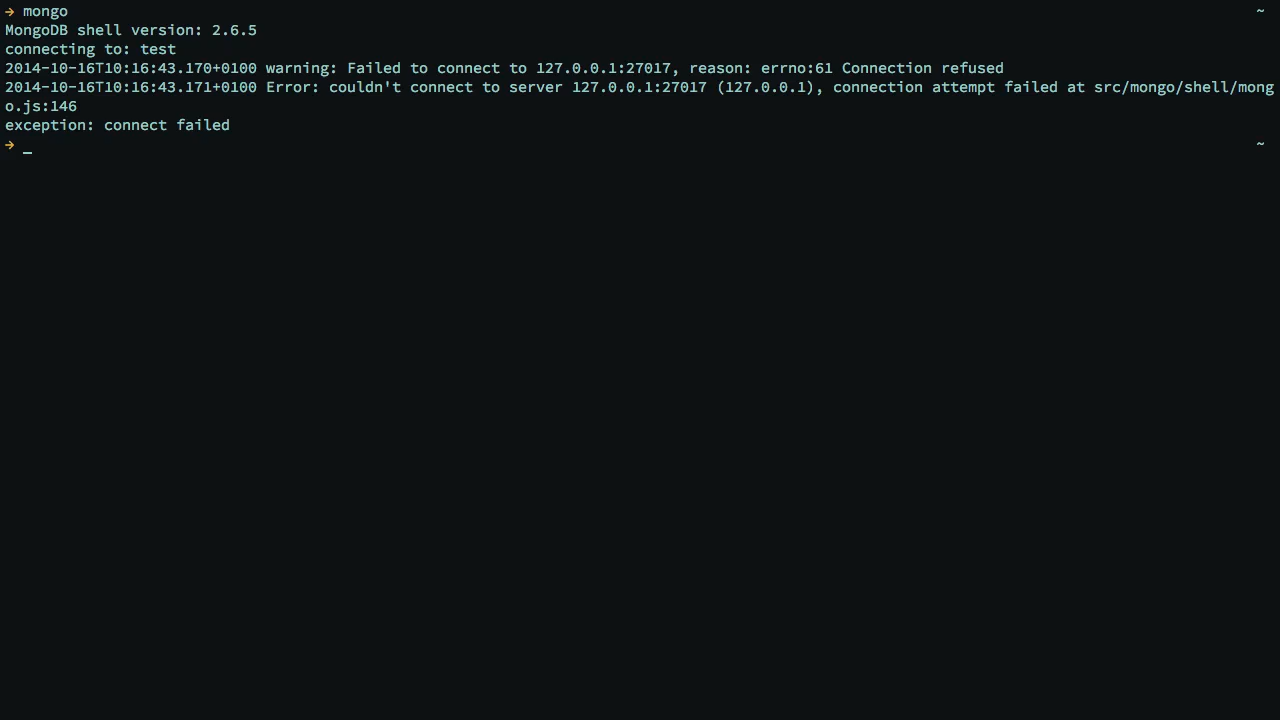 → mongo ~
MongoDB shell version: 2.6.5
connecting to: test
2014-10-16T10:16:43.170+0100 warning: Failed to connect to 127.0.0.1:27017, reason: errno:61 Connection refused
2014-10-16T10:16:43.171+0100 Error: couldn't connect to server 127.0.0.1:27017 (127.0.0.1), connection attempt failed at src/mongo/shell/mong
o.js:146
exception: connect failed
→ _ ~